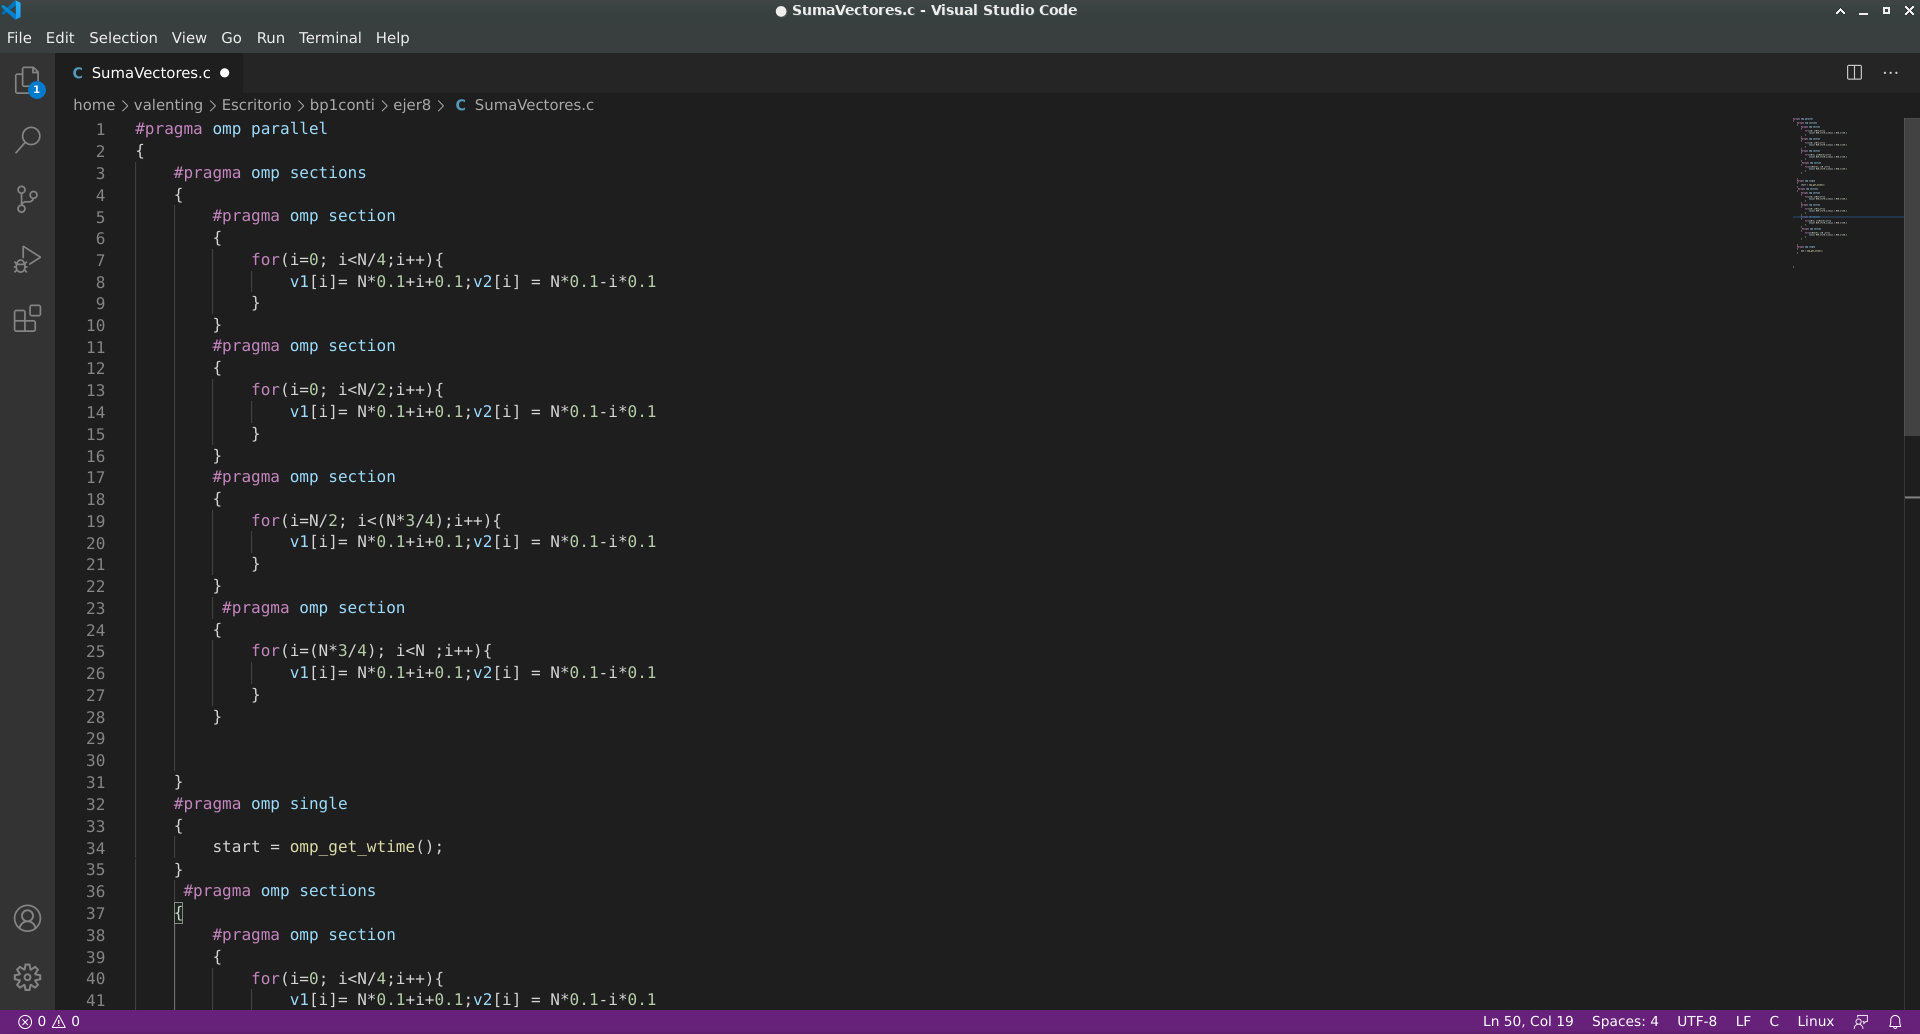 ● SumaVectores.c - Visual Studio Code
File Edit Selection View Go Run Terminal Help
1
C SumaVectores.c ●
home > valenting > Escritorio > bp1conti > ejer8 > C SumaVectores.c
1 #pragma omp parallel
2 {
3     #pragma omp sections
4     {
5         #pragma omp section
6         {
7             for(i=0; i<N/4;i++){
8                 v1[i]= N*0.1+i+0.1;v2[i] = N*0.1-i*0.1
9             }
10         }
11         #pragma omp section
12         {
13             for(i=0; i<N/2;i++){
14                 v1[i]= N*0.1+i+0.1;v2[i] = N*0.1-i*0.1
15             }
16         }
17         #pragma omp section
18         {
19             for(i=N/2; i<(N*3/4);i++){
20                 v1[i]= N*0.1+i+0.1;v2[i] = N*0.1-i*0.1
21             }
22         }
23          #pragma omp section
24         {
25             for(i=(N*3/4); i<N ;i++){
26                 v1[i]= N*0.1+i+0.1;v2[i] = N*0.1-i*0.1
27             }
28         }
29
30
31     }
32     #pragma omp single
33     {
34         start = omp_get_wtime();
35     }
36      #pragma omp sections
37     {
38         #pragma omp section
39         {
40             for(i=0; i<N/4;i++){
41                 v1[i]= N*0.1+i+0.1;v2[i] = N*0.1-i*0.1
0 0 Ln 50, Col 19 Spaces: 4 UTF-8 LF C Linux